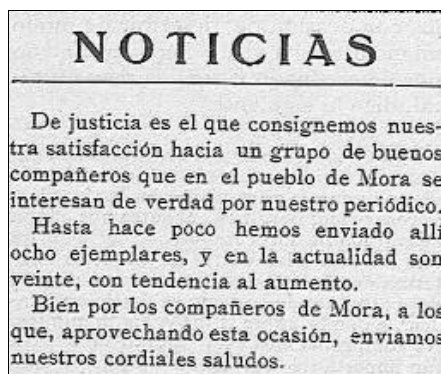 NOTICIAS
De justicia es el que consignemos nues-
tra satisfacción hacia un grupo de buenos
compañeros que en el pueblo de Mora se
interesan de verdad por nuestro periódico.
Hasta hace poco hemos enviado allí
ocho ejemplares, y en la actualidad son
veinte, con tendencia al aumento.
Bien por los compañeros de Mora, a los
que, aprovechando esta ocasión, enviamos
nuestros cordiales saludos.